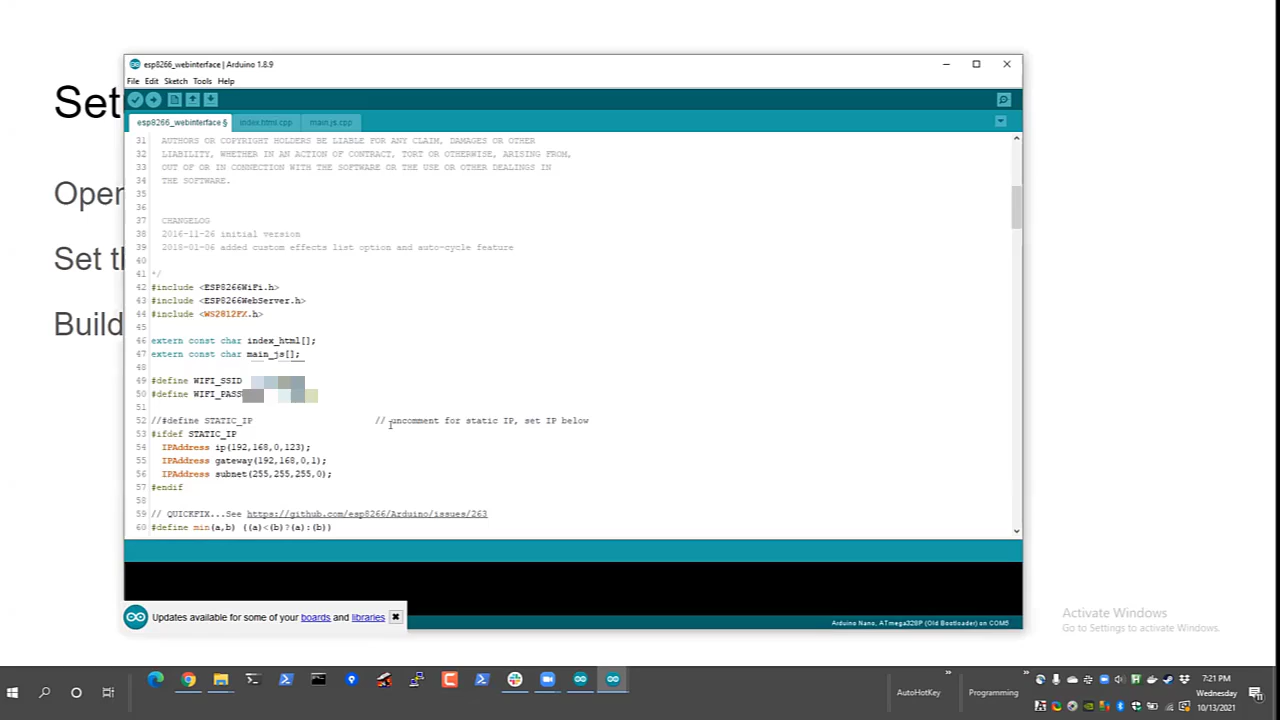 Set
Open
Set th
Build
esp8266_webinterface | Arduino 1.8.9
File Edit Sketch Tools Help
esp8266_webinterface § index.html.cpp main.js.cpp
31 AUTHORS OR COPYRIGHT HOLDERS BE LIABLE FOR ANY CLAIM, DAMAGES OR OTHER
32 LIABILITY, WHETHER IN AN ACTION OF CONTRACT, TORT OR OTHERWISE, ARISING FROM,
33 OUT OF OR IN CONNECTION WITH THE SOFTWARE OR THE USE OR OTHER DEALINGS IN
34 THE SOFTWARE.
35
36
37 CHANGELOG
38 2016-11-26 initial version
39 2018-01-06 added custom effects list option and auto-cycle feature
40
41 */
42 #include <ESP8266WiFi.h>
43 #include <ESP8266WebServer.h>
44 #include <WS2812FX.h>
45
46 extern const char index_html[];
47 extern const char main_js[];
48
49 #define WIFI_SSID
50 #define WIFI_PASS
51
52 //#define STATIC_IP // uncomment for static IP, set IP below
53 #ifdef STATIC_IP
54 IPAddress ip(192,168,0,123);
55 IPAddress gateway(192,168,0,1);
56 IPAddress subnet(255,255,255,0);
57 #endif
58
59 // QUICKFIX...See https://github.com/esp8266/Arduino/issues/263
60 #define min(a,b) ((a)<(b)?(a):(b))
Updates available for some of your boards and libraries
Arduino Nano, ATmega328P (Old Bootloader) on COM5
Activate Windows
Go to Settings to activate Windows.
AutoHotKey
Programming
7:21 PM
Wednesday
10/13/2021